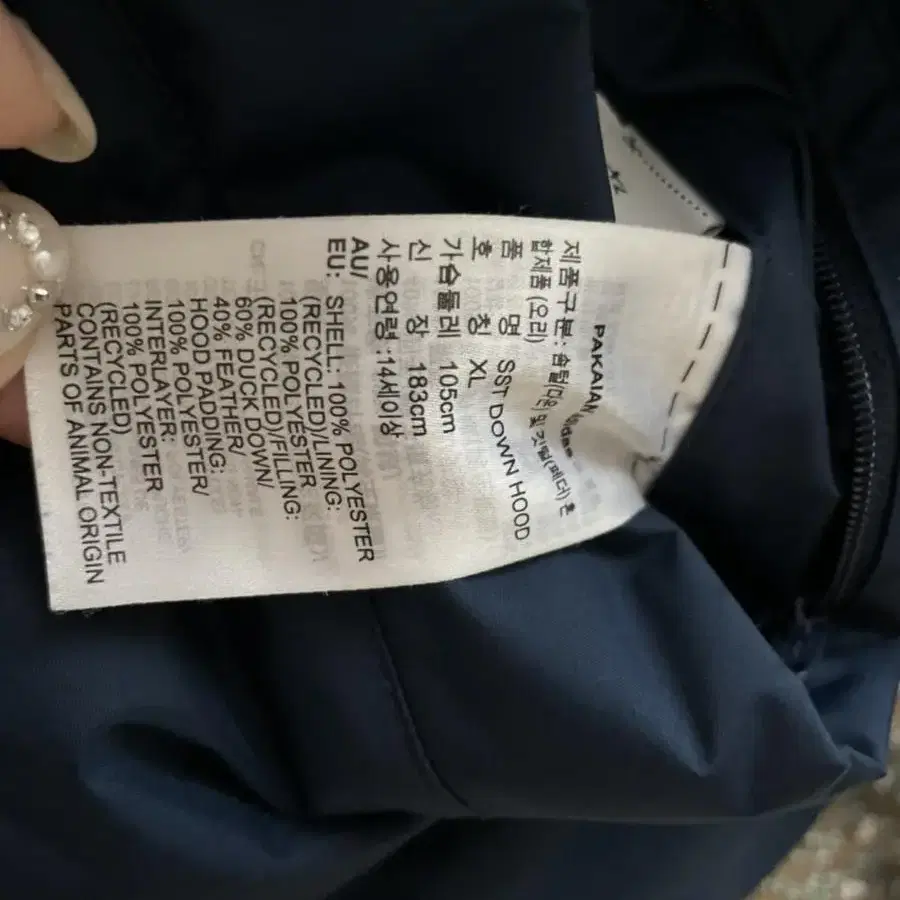 PAKAIAN
제품구분: 솜털(다운) 및 깃털(페더) 혼
합제품 (오리)
품 명 SST DOWN HOOD
호 칭 XL
가슴둘레 105cm
신 장 183cm
사용연령 :14세이상
AU/
EU: SHELL: 100% POLYESTER
(RECYCLED)/LINING:
100% POLYESTER
(RECYCLED)/FILLING:
60% DUCK DOWN/
40% FEATHER/
HOOD PADDING:
100% POLYESTER/
INTERLAYER:
100% POLYESTER
(RECYCLED)
CONTAINS NON-TEXTILE
PARTS OF ANIMAL ORIGIN
XL